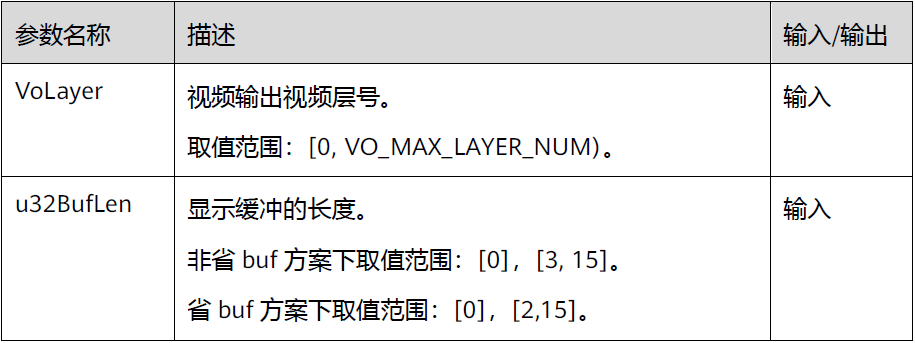 参数名称 描述 输入/输出
VoLayer 视频输出视频层号。 输入
取值范围：[0, VO_MAX_LAYER_NUM)。
u32BufLen 显示缓冲的长度。 输入
非省 buf 方案下取值范围：[0]，[3, 15]。
省 buf 方案下取值范围：[0]，[2,15]。